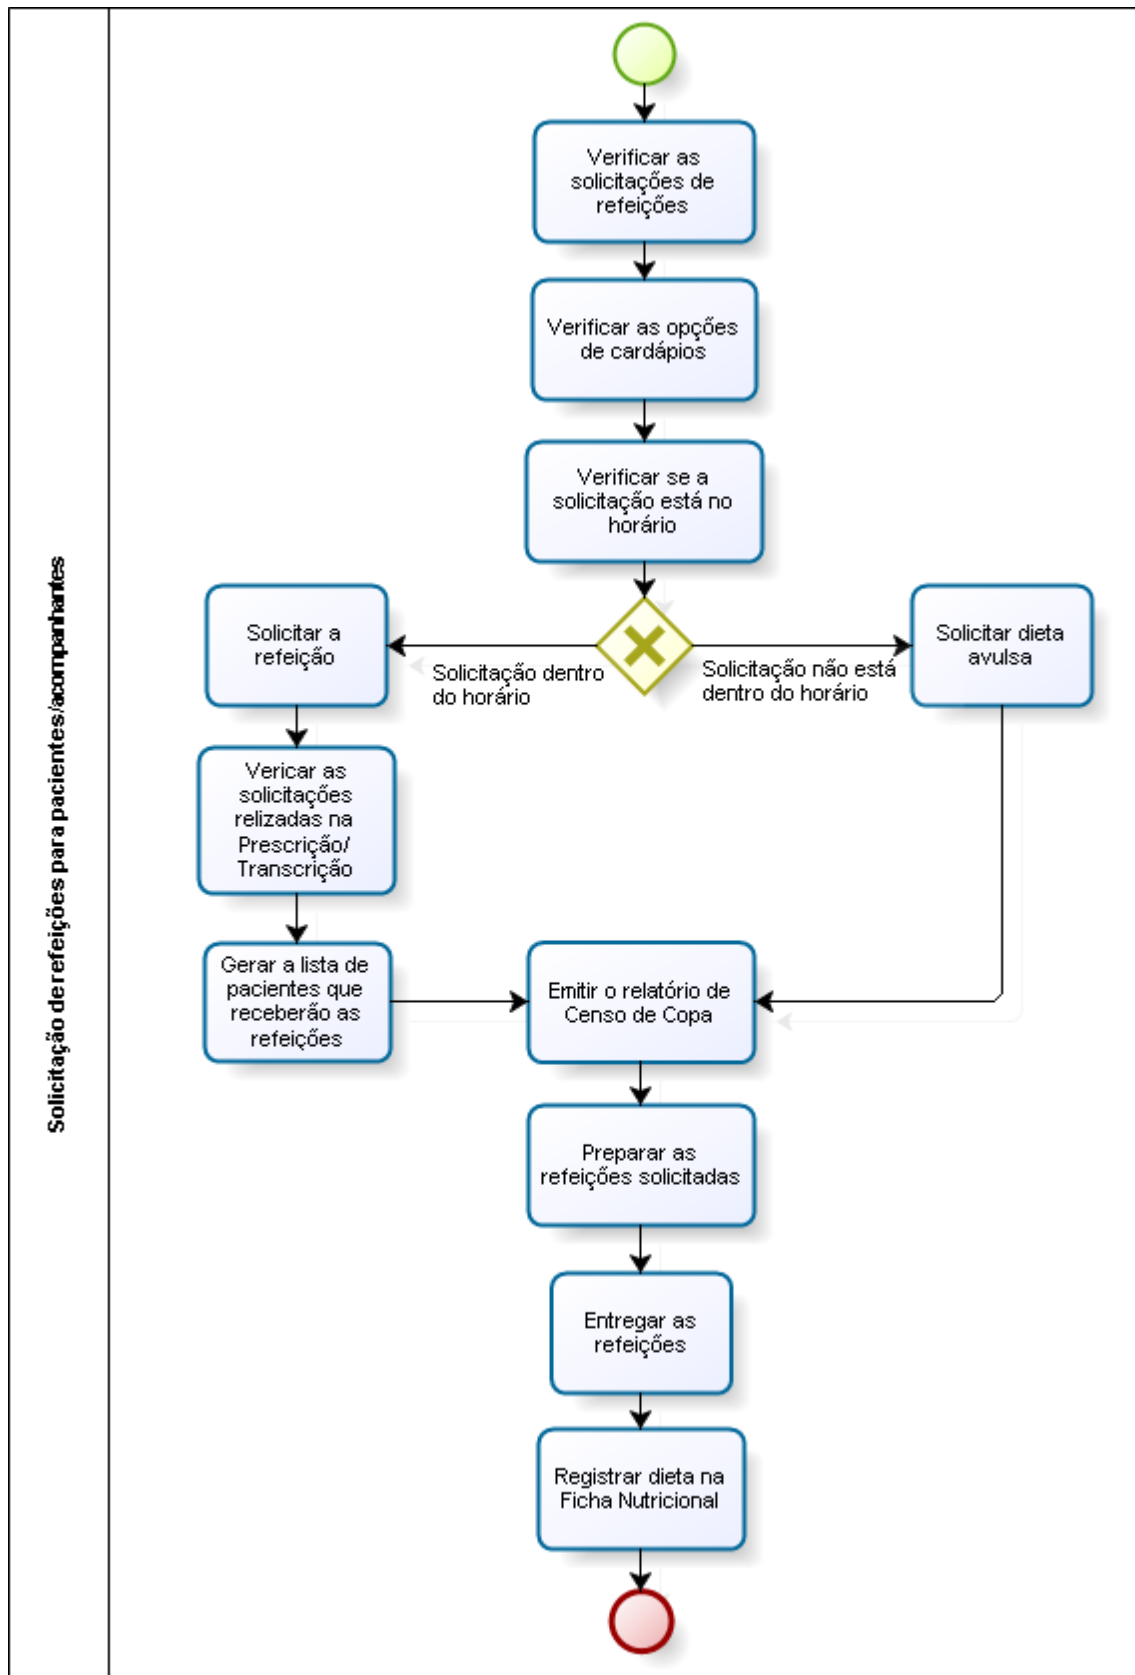 Solicitação de refeições para pacientes/acompanhantes
Verificar as
solicitações de
refeições
Verificar as opções
de cardápios
Verificar se a
solicitação está no
horário
Solicitar a
refeição
Solicitação dentro
do horário
Solicitação não está
dentro do horário
Solicitar dieta
avulsa
Vericar as
solicitações
relizadas na
Prescrição/
Transcrição
Gerar a lista de
pacientes que
receberão as
refeições
Emitir o relatório de
Censo de Copa
Preparar as
refeições solicitadas
Entregar as
refeições
Registrar dieta na
Ficha Nutricional